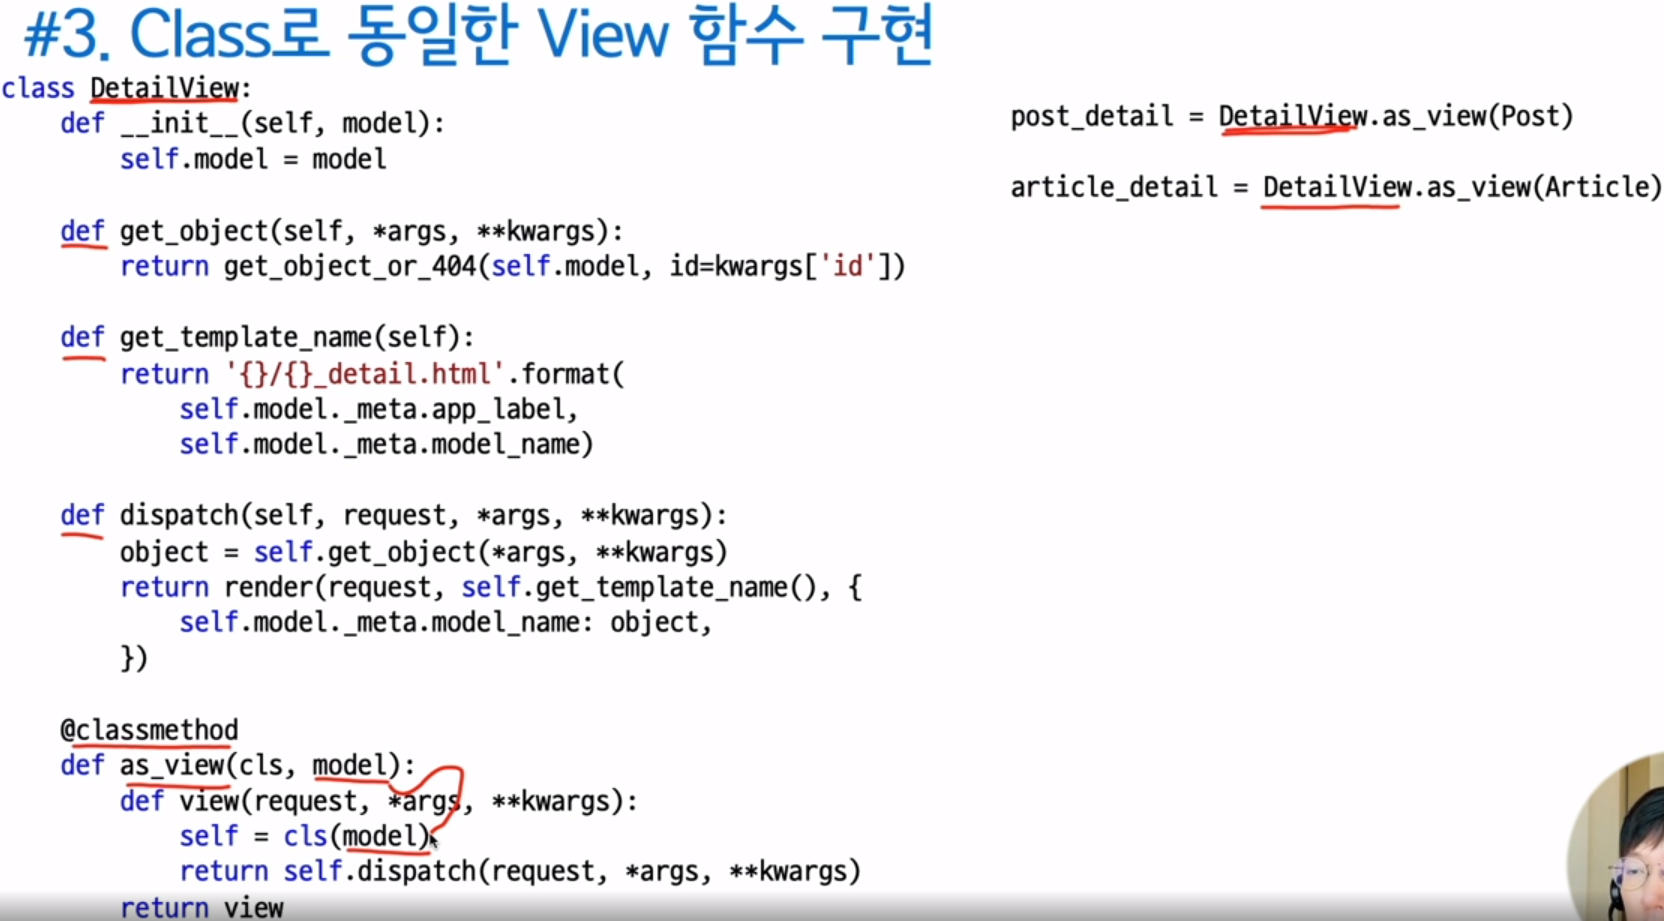 #3. Class로 동일한 View 함수 구현
class DetailView:
    def __init__(self, model):
        self.model = model
    def get_object(self, *args, **kwargs):
        return get_object_or_404(self.model, id=kwargs['id'])
    def get_template_name(self):
        return '{}/{}_detail.html'.format(
            self.model._meta.app_label,
            self.model._meta.model_name)
    def dispatch(self, request, *args, **kwargs):
        object = self.get_object(*args, **kwargs)
        return render(request, self.get_template_name(), {
            self.model._meta.model_name: object,
        })
    @classmethod
    def as_view(cls, model):
        def view(request, *args, **kwargs):
            self = cls(model)
            return self.dispatch(request, *args, **kwargs)
        return view
post_detail = DetailView.as_view(Post)
article_detail = DetailView.as_view(Article)